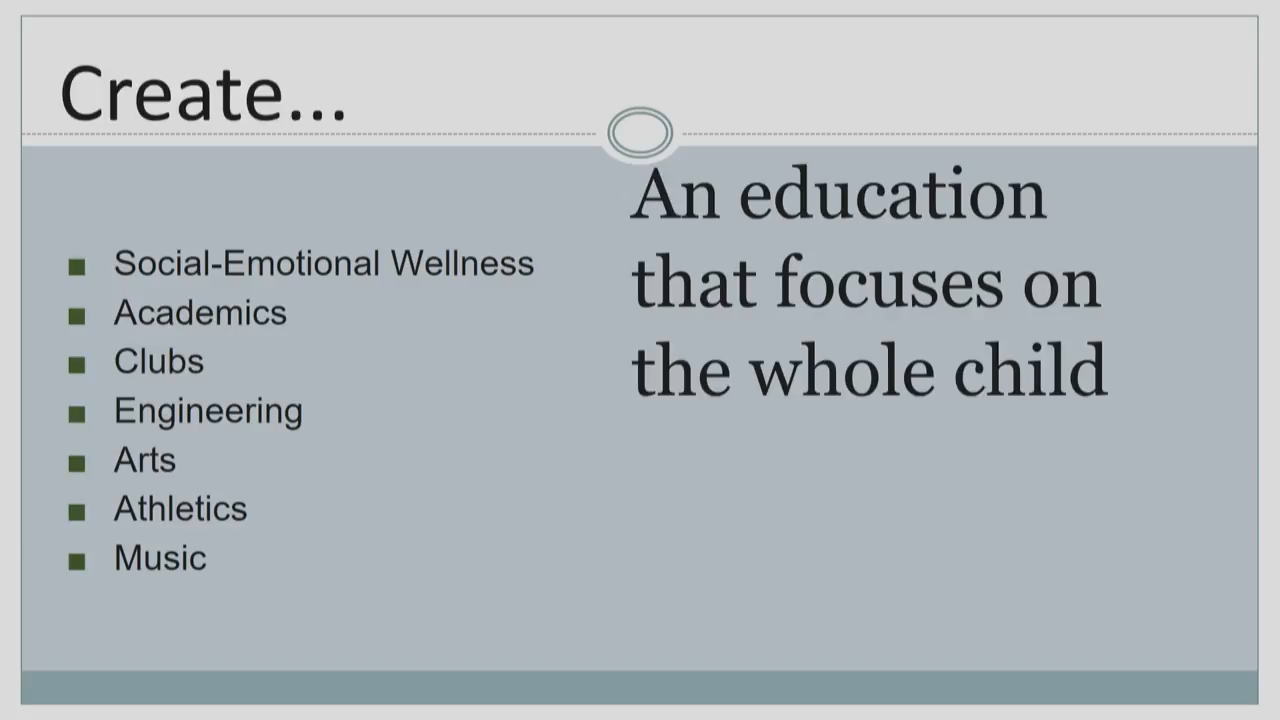 Create...
Social-Emotional Wellness
Academics
Clubs
Engineering
Arts
Athletics
Music
An education
that focuses on
the whole child